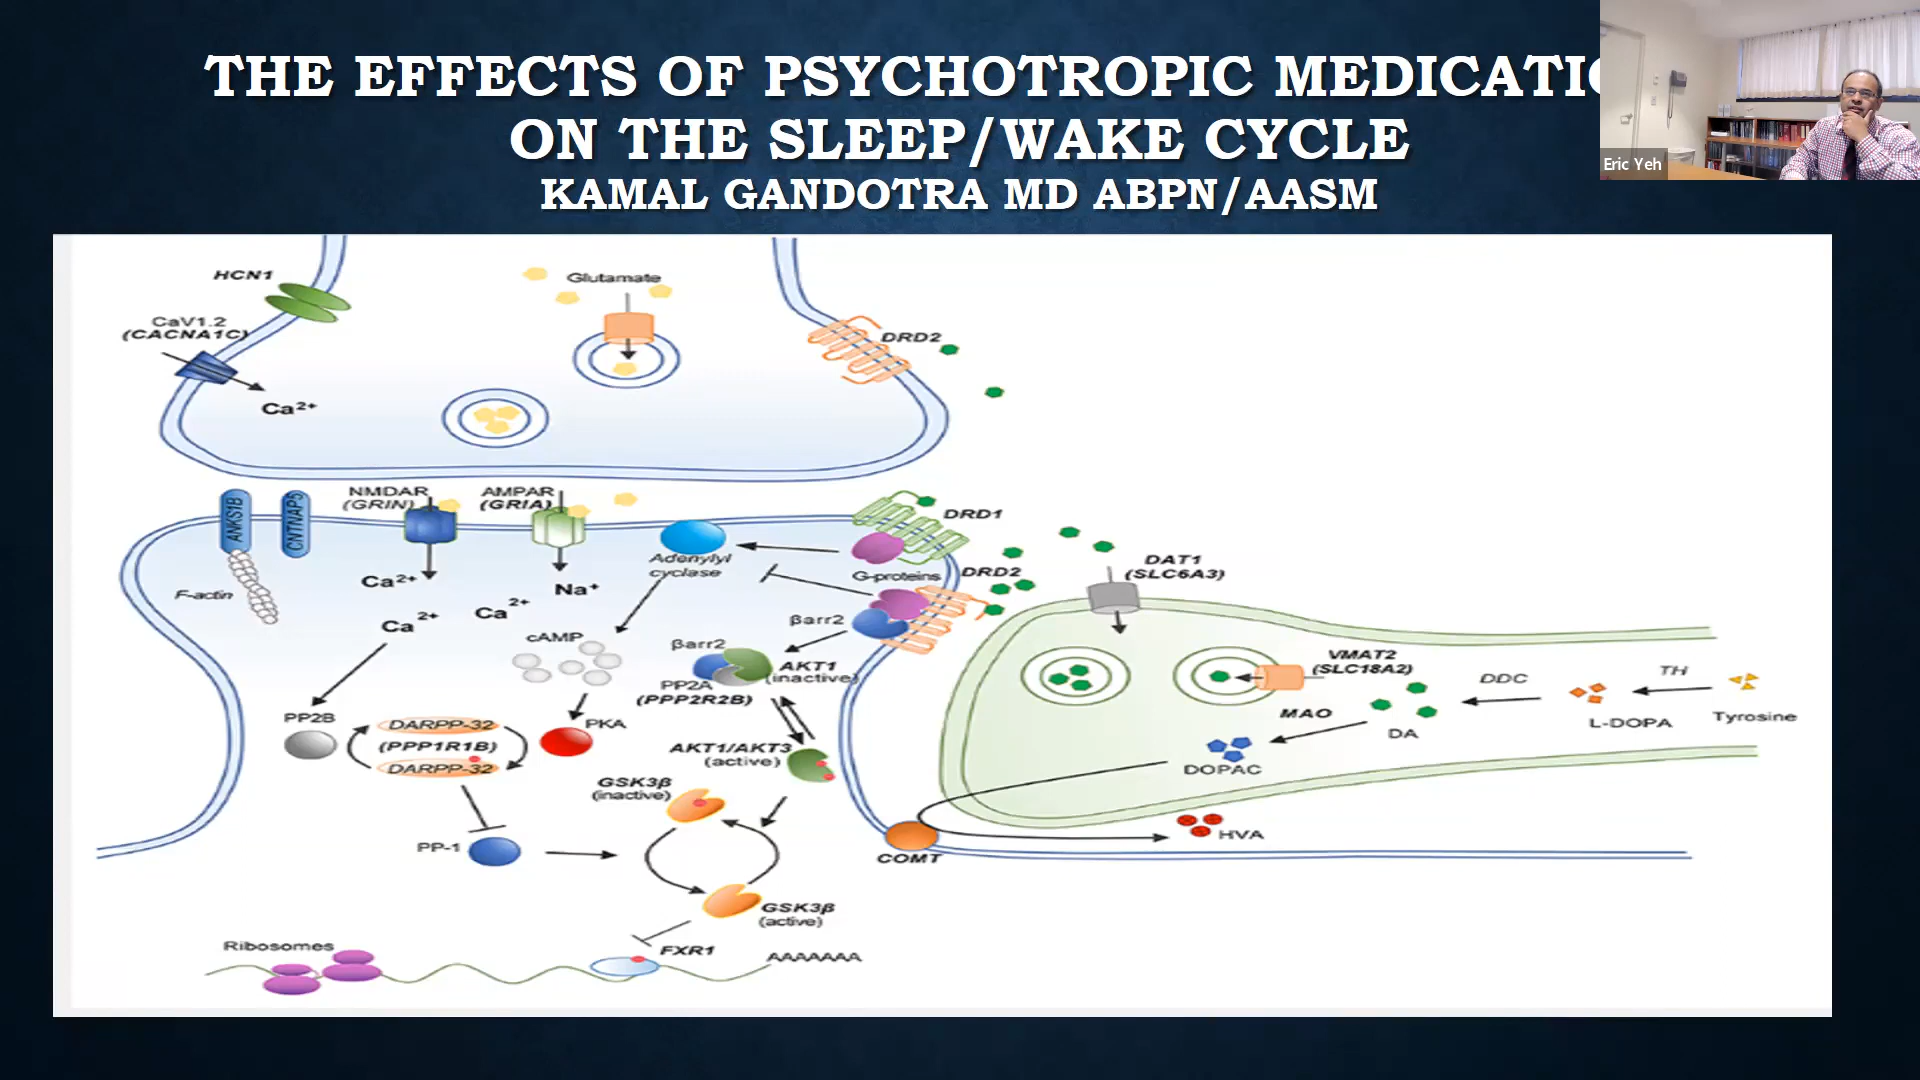 THE EFFECTS OF PSYCHOTROPIC MEDICATIO
ON THE SLEEP/WAKE CYCLE
KAMAL GANDOTRA MD ABPN/AASM
Eric Yeh
HCN1
CaV1.2
(CACNA1C)
Ca2+
Glutamate
DRD2
ANKS1B
CNTNAP5
NMDAR
(GRIN)
AMPAR
(GRIA)
DRD1
Adenylyl
cyclase
G-proteins
DRD2
DAT1
(SLC6A3)
F-actin
Ca2+
Na+
Ca2+
Ca2+
cAMP
βarr2
βarr2
AKT1
(inactive)
PP2A
(PPP2R2B)
VMAT2
(SLC18A2)
DDC
TH
MAO
DA
L-DOPA
Tyrosine
DOPAC
PP2B
DARPP-32
(PPP1R1B)
DARPP-32
PKA
AKT1/AKT3
(active)
GSK3β
(inactive)
PP-1
COMT
HVA
GSK3β
(active)
Ribosomes
FXR1
AAAAAAA